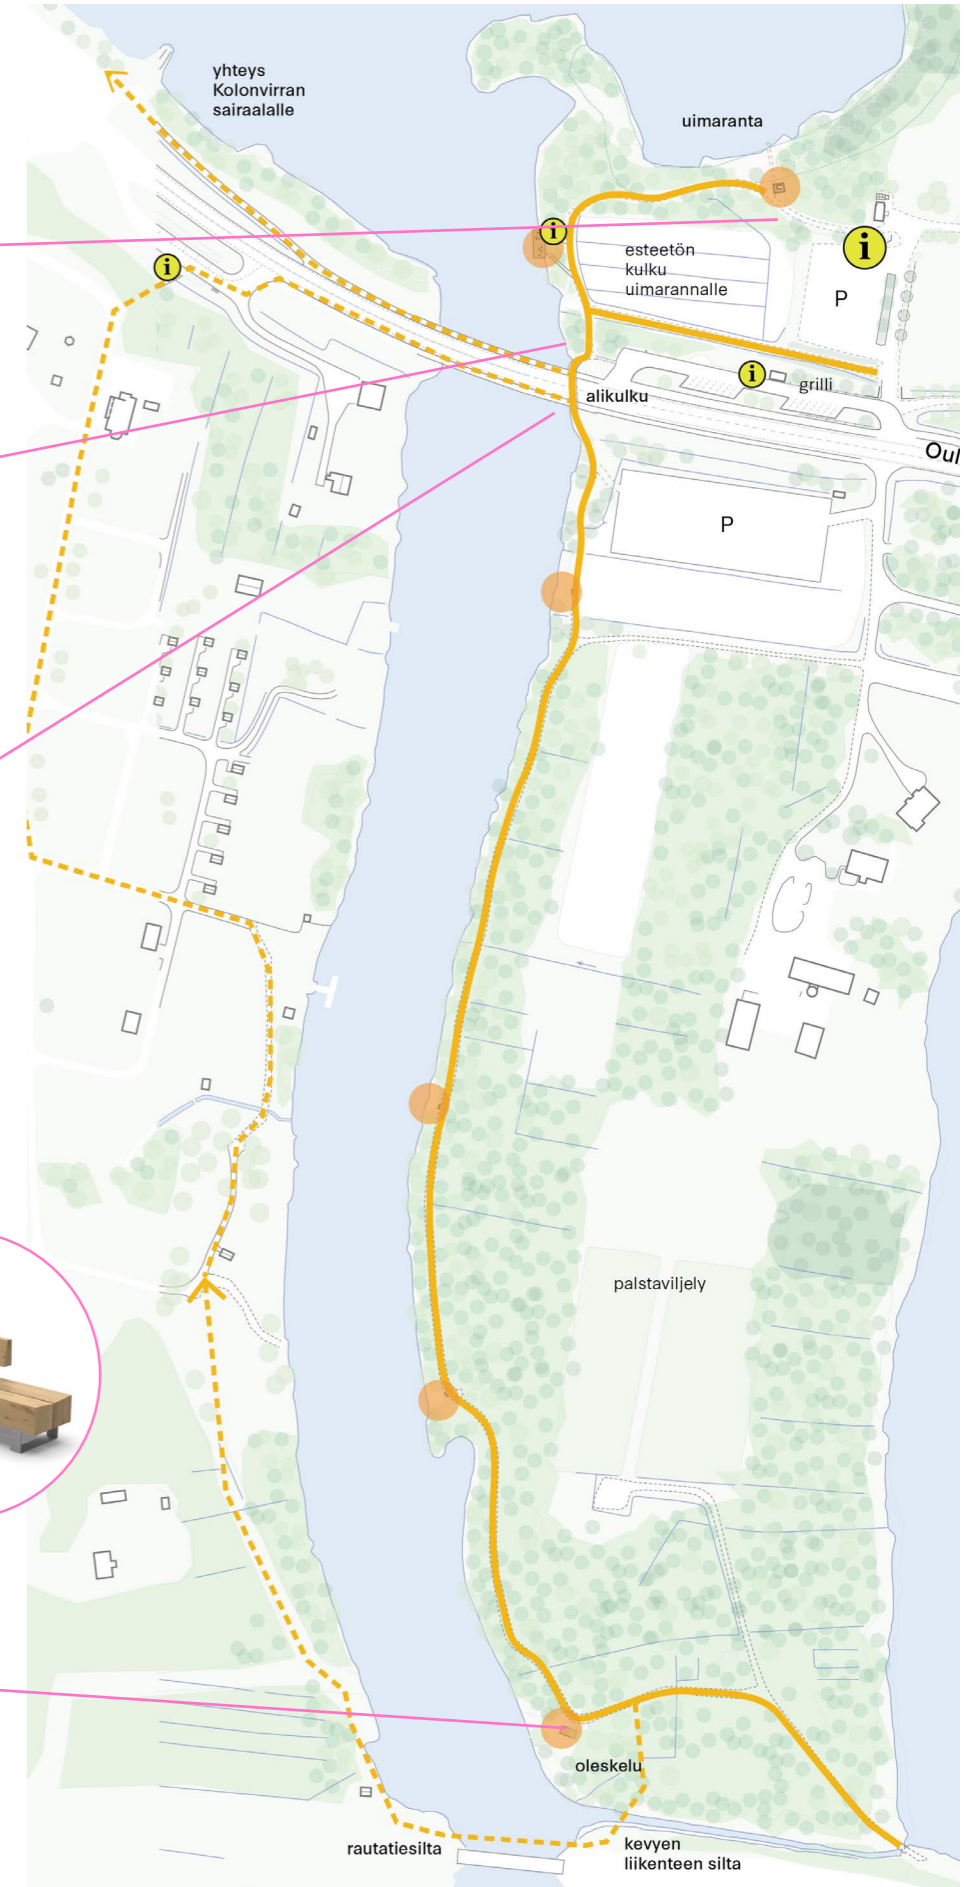 yhteys
Kolonvirran
sairaalalle
uimaranta
i
i
i
esteetön
kulku
uimarannalle
P
i
grilli
alikulku
P
palstaviljely
oleskelu
rautatiesilta
kevyen
liikenteen silta